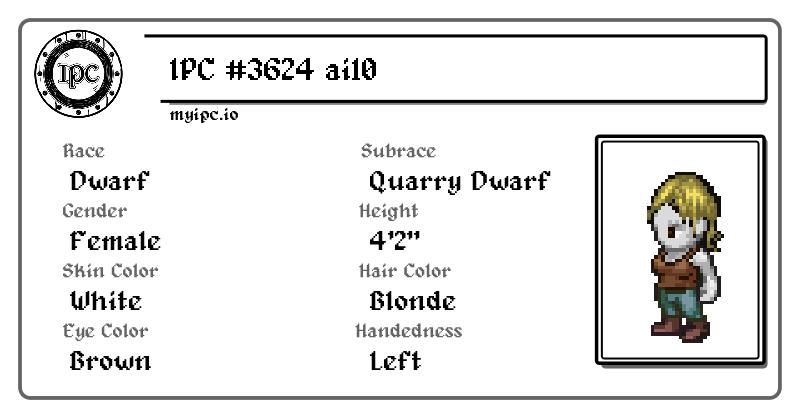 IPC
IPC #3624 ai10
myipc.io
Race
Dwarf
Subrace
Quarry Dwarf
Gender
Female
Height
4'2"
Skin Color
White
Hair Color
Blonde
Eye Color
Brown
Handedness
Left